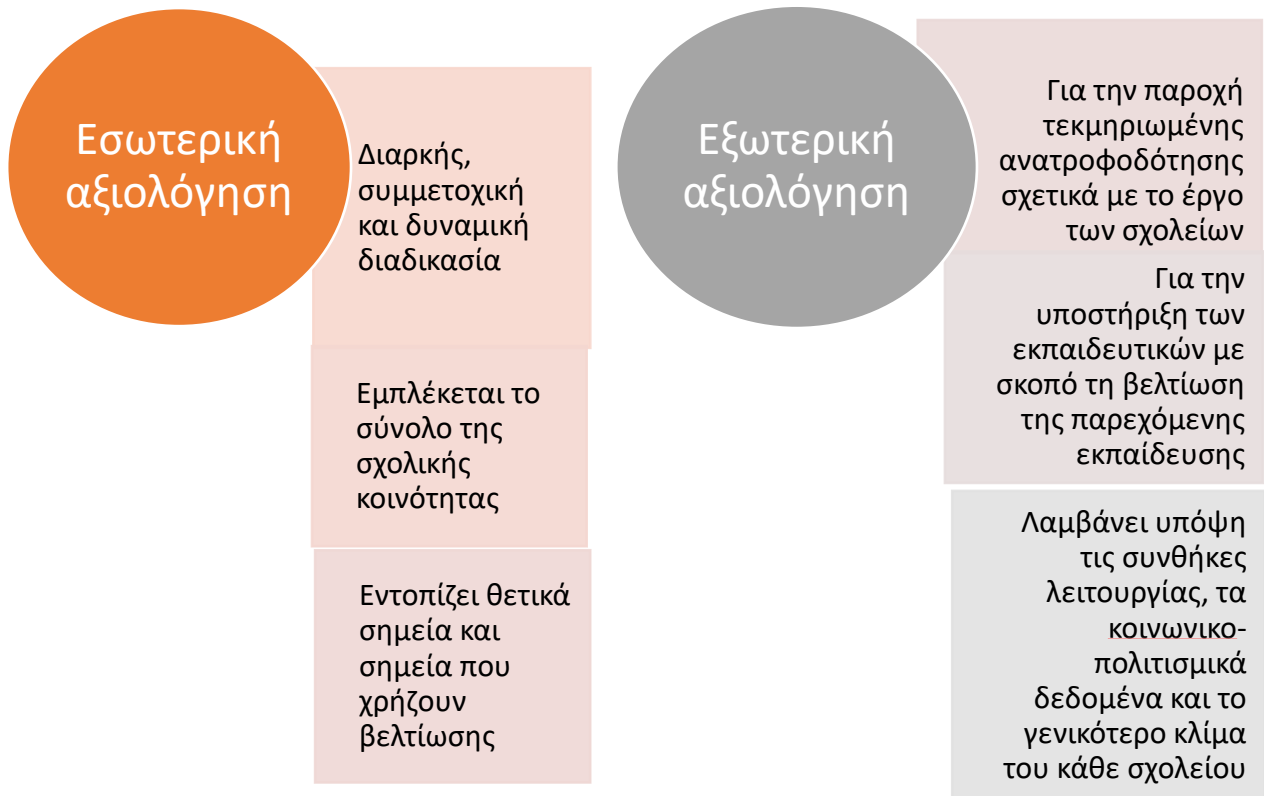 Εσωτερική
αξιολόγηση
Διαρκής,
συμμετοχική
και δυναμική
διαδικασία
Εμπλέκεται το
σύνολο της
σχολικής
κοινότητας
Εντοπίζει θετικά
σημεία και
σημεία που
χρήζουν
βελτίωσης
Εξωτερική
αξιολόγηση
Για την παροχή
τεκμηριωμένης
ανατροφοδότησης
σχετικά με το έργο
των σχολείων
Για την
υποστήριξη των
εκπαιδευτικών με
σκοπό τη βελτίωση
της παρεχόμενης
εκπαίδευσης
Λαμβάνει υπόψη
τις συνθήκες
λειτουργίας, τα
κοινωνικο-
πολιτισμικά
δεδομένα και το
γενικότερο κλίμα
του κάθε σχολείου